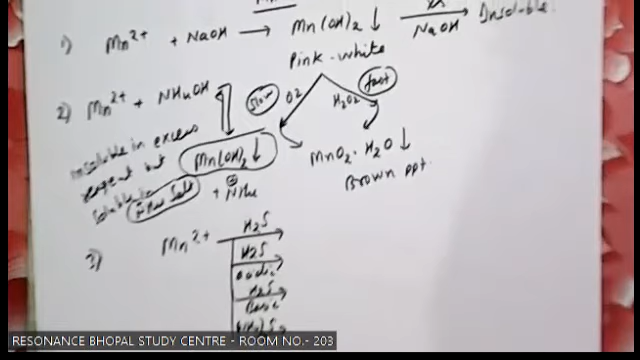 1) Mn²⁺ + NaOH → Mn(OH)₂ ↓ NaOH → Insoluble.
Pink-white
2) Mn²⁺ + NH₄OH
slow O₂
H₂O₂ fast
insoluble in excess
reagent but
soluble in
Salt
Mn(OH)₂ ↓
+ NH₄⊕
MnO₂·H₂O ↓
Brown ppt.
3) Mn²⁺ H₂S →
H₂S
acidic
H₂S
Basic
RESONANCE BHOPAL STUDY CENTRE - ROOM NO.- 203